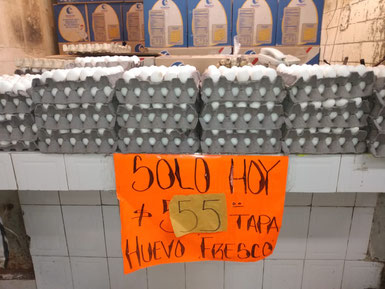 SOLO HOY
$ 55 TAPA
HUEVO FRESCO